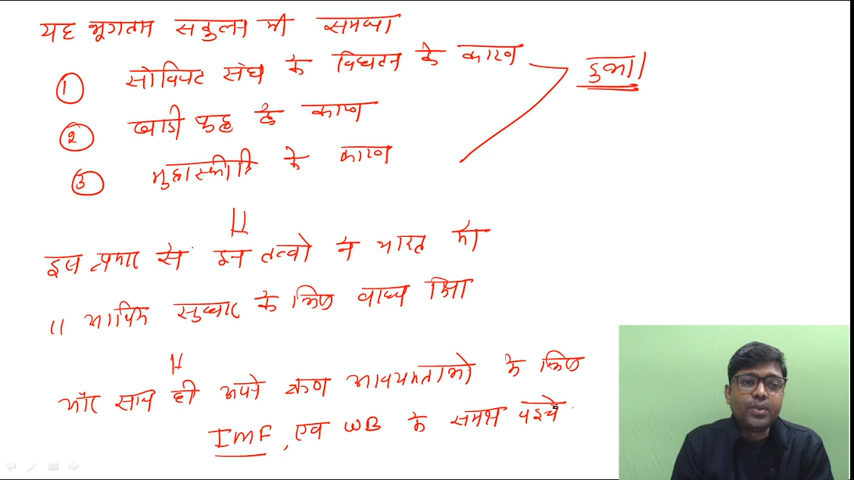 यह भुगतान संतुलन की समस्या
① सोवियत संघ के विघटन के कारण
हुआ।
② खाड़ी युद्ध के कारण
③ मुद्रास्फीति के कारण
इस प्रकार से इन तत्वों ने भारत को
" आर्थिक सुधार के लिए बाध्य किया
और साथ ही अपने ऋण आवश्यकताओं के लिए
IMF, एवं WB के समक्ष पहुंचे